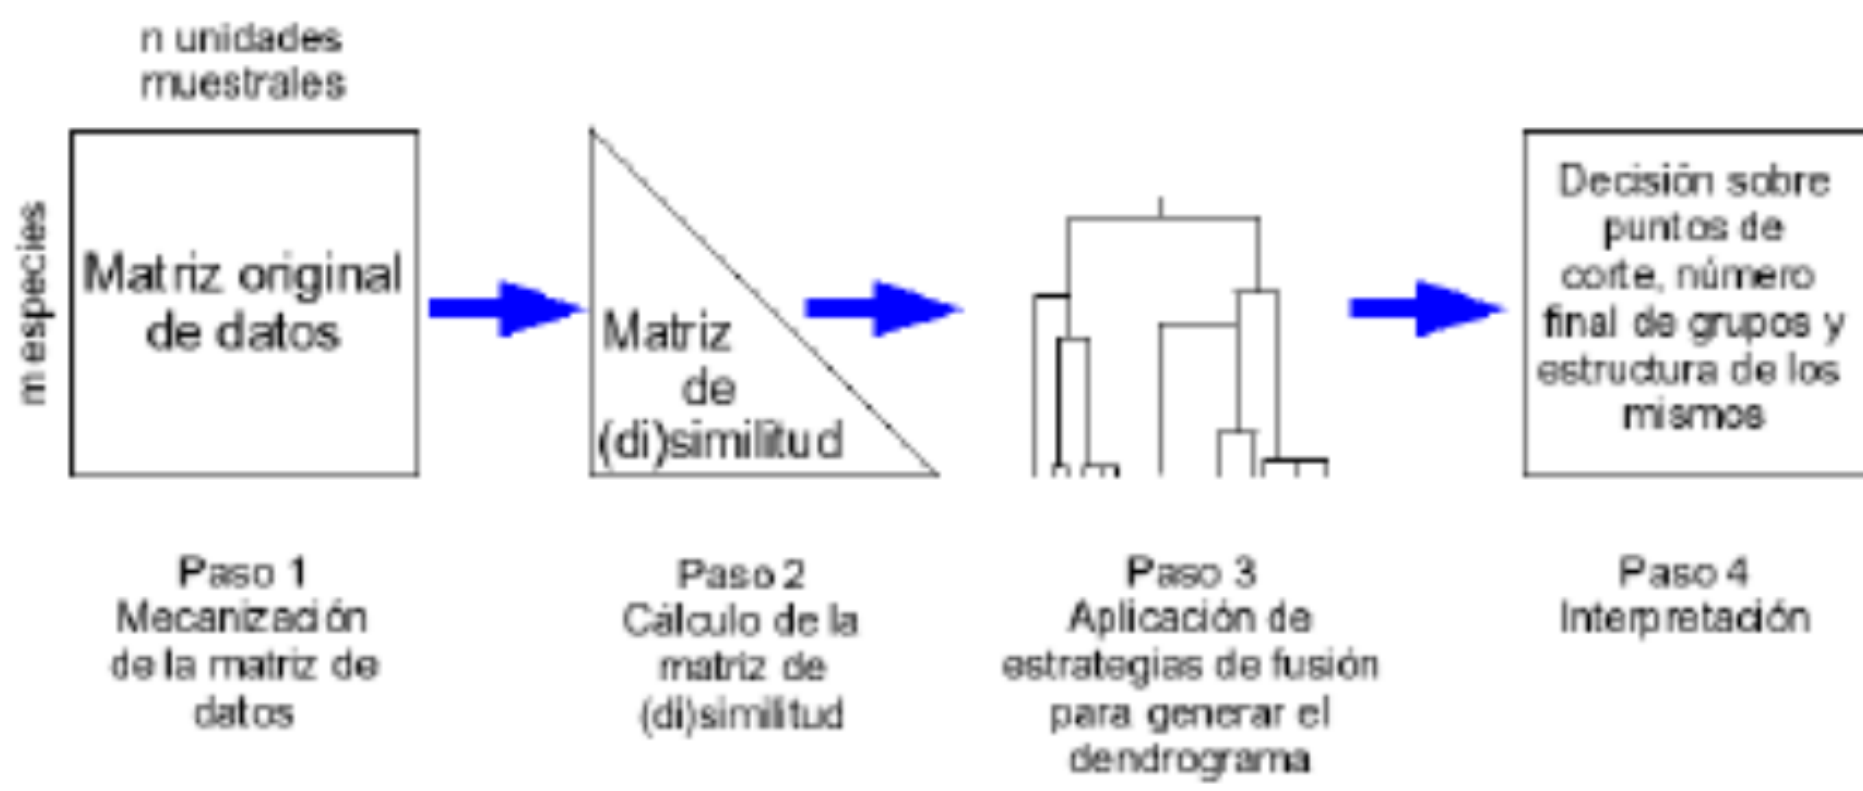 n unidades
muestrales
m especies
Matriz original
de datos
Matriz
de
(di)similitud
Decisión sobre
puntos de
corte, número
final de grupos y
estructura de los
mismos
Paso 1
Mecanización
de la matriz de
datos
Paso 2
Cálculo de la
matriz de
(di)similitud
Paso 3
Aplicación de
estrategias de fusión
para generar el
dendrograma
Paso 4
Interpretación